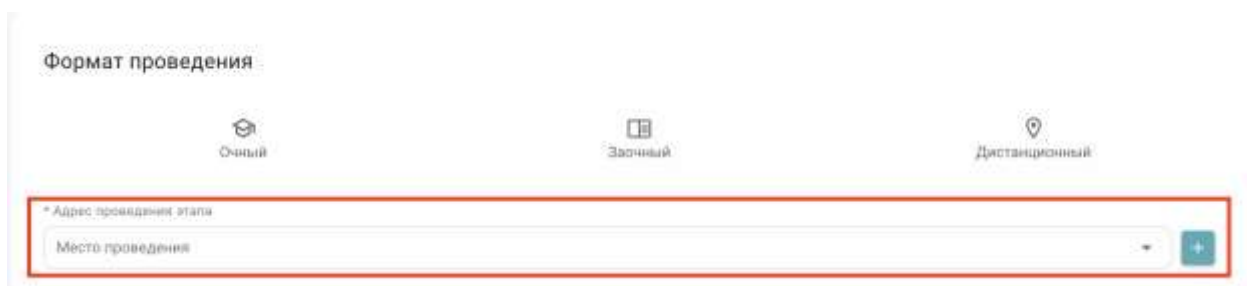 Формат проведения
Очный
Заочный
Дистанционный
* Адрес проведения этапа
Место проведения
+